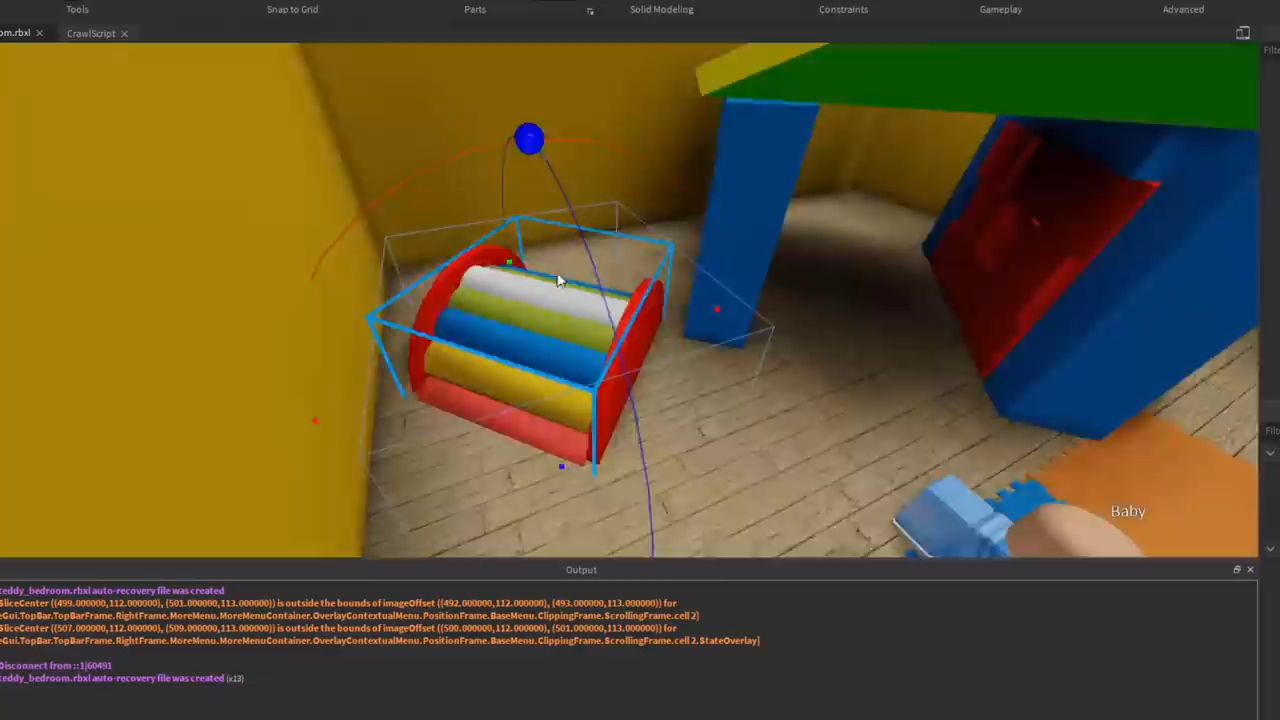 Tools Snap to Grid Parts Solid Modeling Constraints Gameplay Advanced
om.rbxl × CrawlScript ×
Filte
Baby
Filte
Output
teddy_bedroom.rbxl auto-recovery file was created
SliceCenter ((499.000000,112.000000), (501.000000,113.000000)) is outside the bounds of imageOffset ((492.000000,112.000000), (493.000000,113.000000)) for
eGui.TopBar.TopBarFrame.RightFrame.MoreMenu.MoreMenuContainer.OverlayContextualMenu.PositionFrame.BaseMenu.ClippingFrame.ScrollingFrame.cell 2]
SliceCenter ((507.000000,112.000000), (509.000000,113.000000)) is outside the bounds of imageOffset ((500.000000,112.000000), (501.000000,113.000000)) for
eGui.TopBar.TopBarFrame.RightFrame.MoreMenu.MoreMenuContainer.OverlayContextualMenu.PositionFrame.BaseMenu.ClippingFrame.ScrollingFrame.cell 2.StateOverlay]
Disconnect from ::1|60491
teddy_bedroom.rbxl auto-recovery file was created (x13)